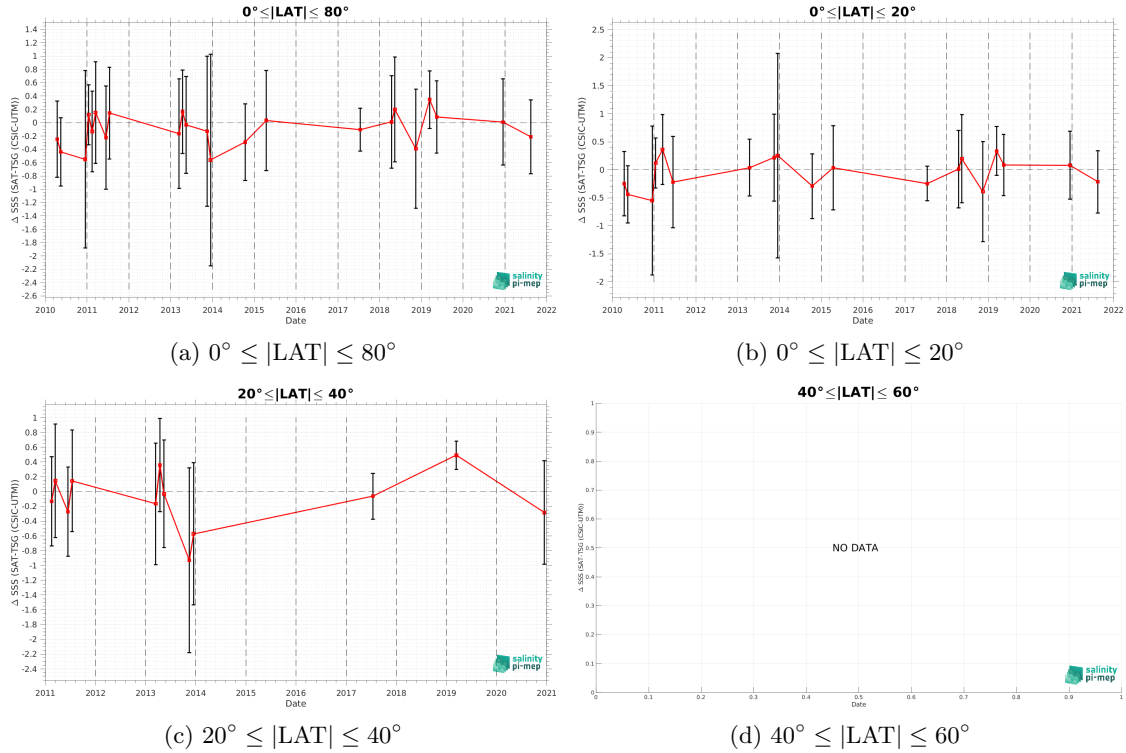 0°≤|LAT|≤ 80°
1.4
1.2
1
0.8
0.6
0.4
0.2
0
-0.2
-0.4
-0.6
-0.8
-1
-1.2
-1.4
-1.6
-1.8
-2
-2.2
-2.4
-2.6
Δ SSS (SAT-TSG (CSIC-UTM))
2010 2011 2012 2013 2014 2015 2016 2017 2018 2019 2020 2021 2022
Date
salinity
pi-mep
(a) 0° ≤ |LAT| ≤ 80°
0°≤|LAT|≤ 20°
2.5
2
1.5
1
0.5
0
-0.5
-1
-1.5
-2
Δ SSS (SAT-TSG (CSIC-UTM))
2010 2011 2012 2013 2014 2015 2016 2017 2018 2019 2020 2021 2022
Date
salinity
pi-mep
(b) 0° ≤ |LAT| ≤ 20°
20°≤|LAT|≤ 40°
1
0.8
0.6
0.4
0.2
0
-0.2
-0.4
-0.6
-0.8
-1
-1.2
-1.4
-1.6
-1.8
-2
-2.2
-2.4
Δ SSS (SAT-TSG (CSIC-UTM))
2011 2012 2013 2014 2015 2016 2017 2018 2019 2020 2021
Date
salinity
pi-mep
(c) 20° ≤ |LAT| ≤ 40°
40°≤|LAT|≤ 60°
1
0.9
0.8
0.7
0.6
0.5
0.4
0.3
0.2
0.1
0
Δ SSS (SAT-TSG (CSIC-UTM))
NO DATA
0 0.1 0.2 0.3 0.4 0.5 0.6 0.7 0.8 0.9 1
Date
salinity
pi-mep
(d) 40° ≤ |LAT| ≤ 60°